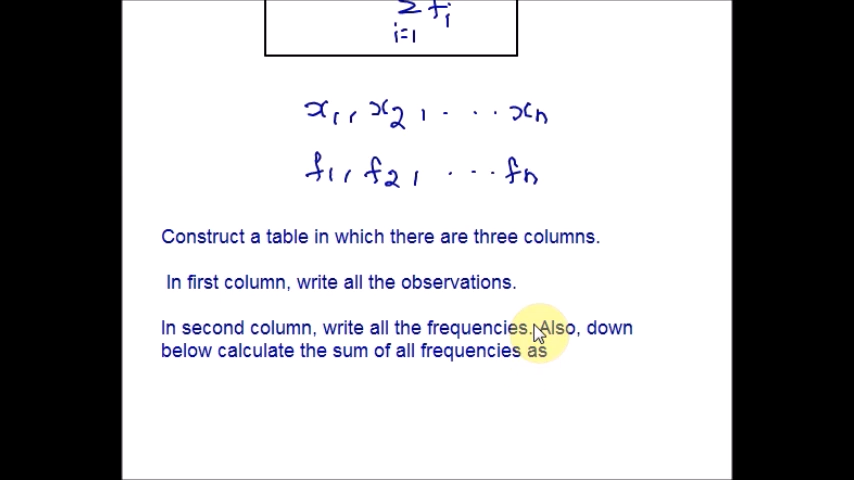 Σ fi
i=1
x1, x2, ... xn
f1, f2, ... fn
Construct a table in which there are three columns.
In first column, write all the observations.
In second column, write all the frequencies. Also, down
below calculate the sum of all frequencies as